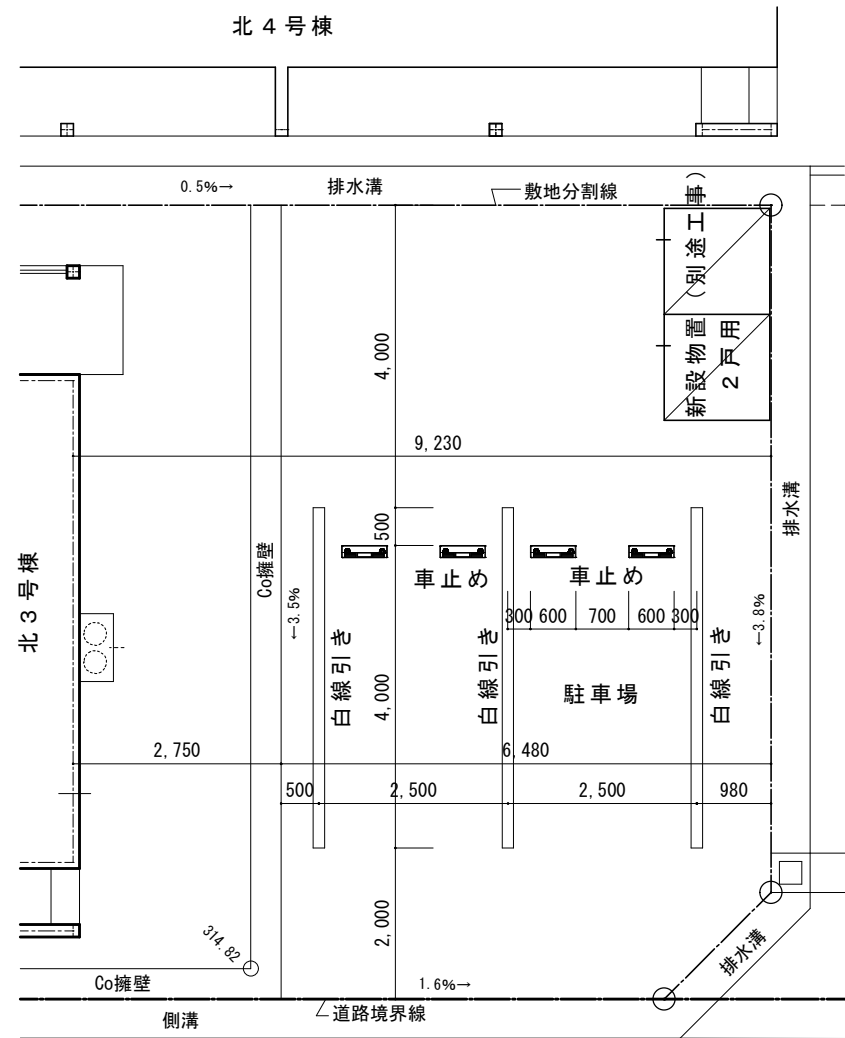 北４号棟
0.5%→
排水溝
敷地分割線
新設物置(別途工事)
２戸用
4,000
9,230
排水溝
500
北３号棟
Co擁壁
←3.5%
車止め
車止め
←3.8%
300
600
700
600
300
白線引き
白線引き
白線引き
4,000
駐車場
2,750
6,480
500
2,500
2,500
980
2,000
314.82
排水溝
Co擁壁
1.6%→
側溝
道路境界線